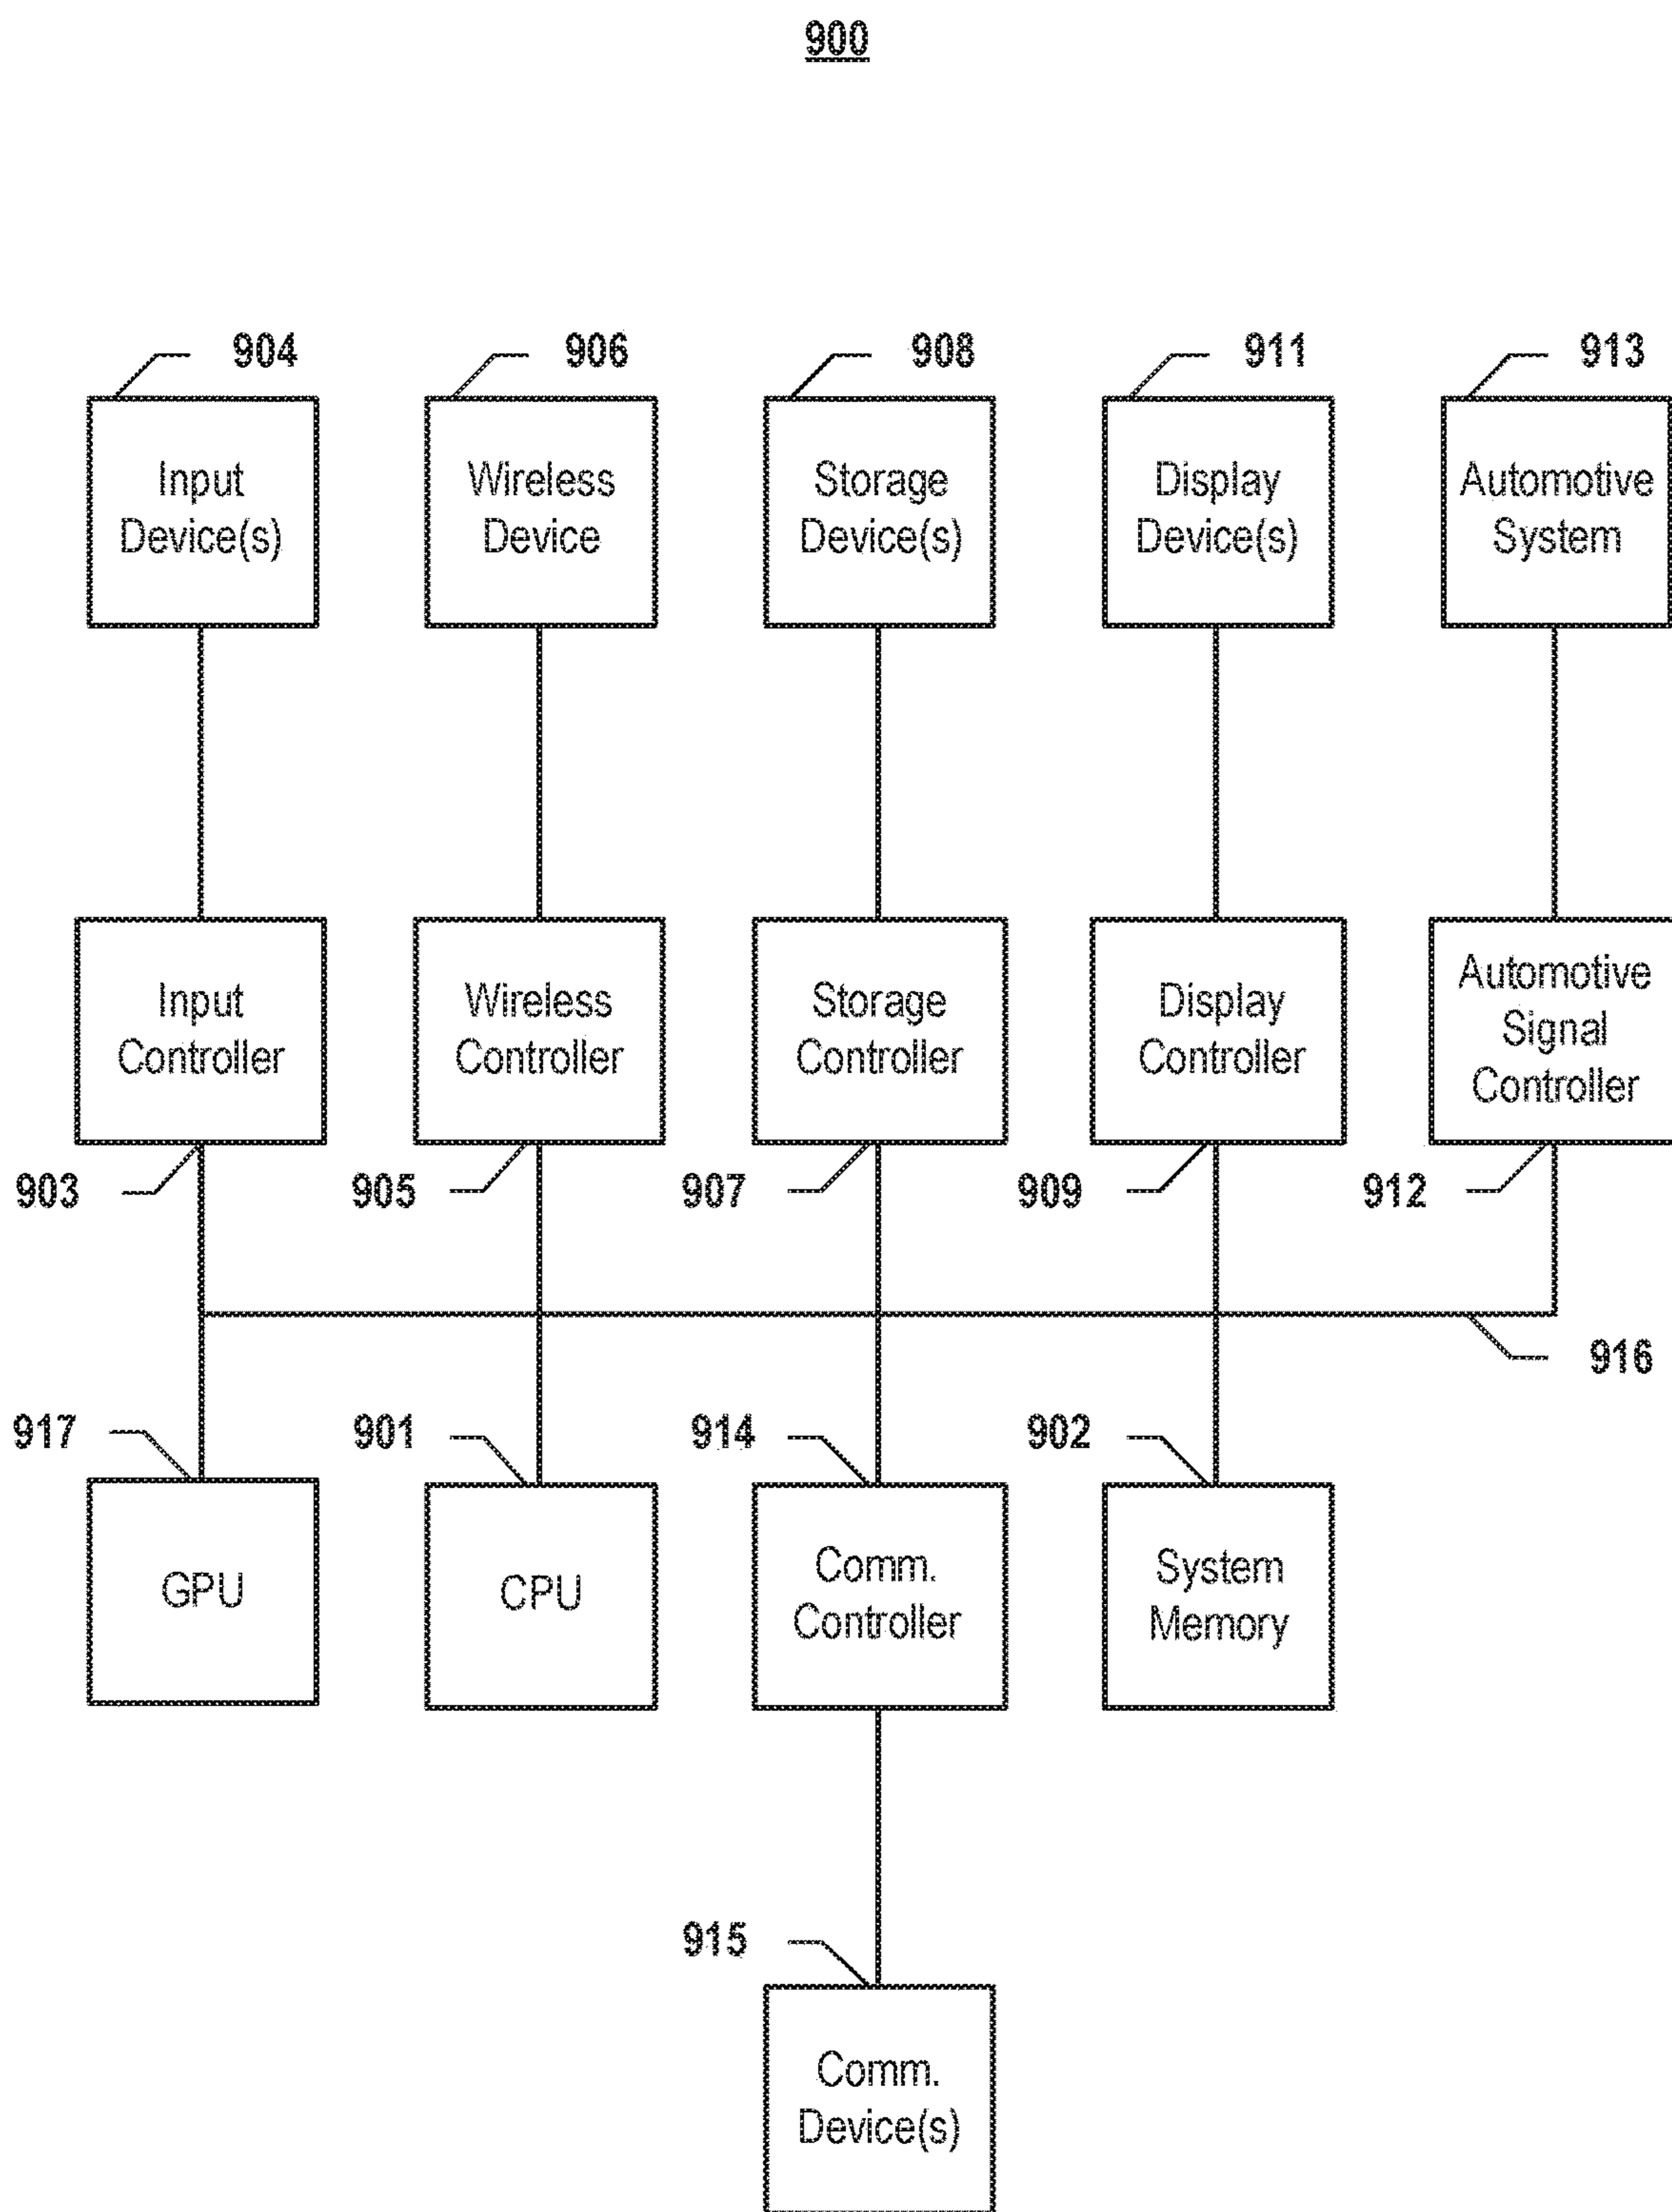 900
904
906
908
911
913
Input
Device(s)
Wireless
Device
Storage
Device(s)
Display
Device(s)
Automotive
System
Input
Controller
Wireless
Controller
Storage
Controller
Display
Controller
Automotive
Signal
Controller
903
905
907
909
912
916
917
901
914
902
GPU
CPU
Comm.
Controller
System
Memory
915
Comm.
Device(s)